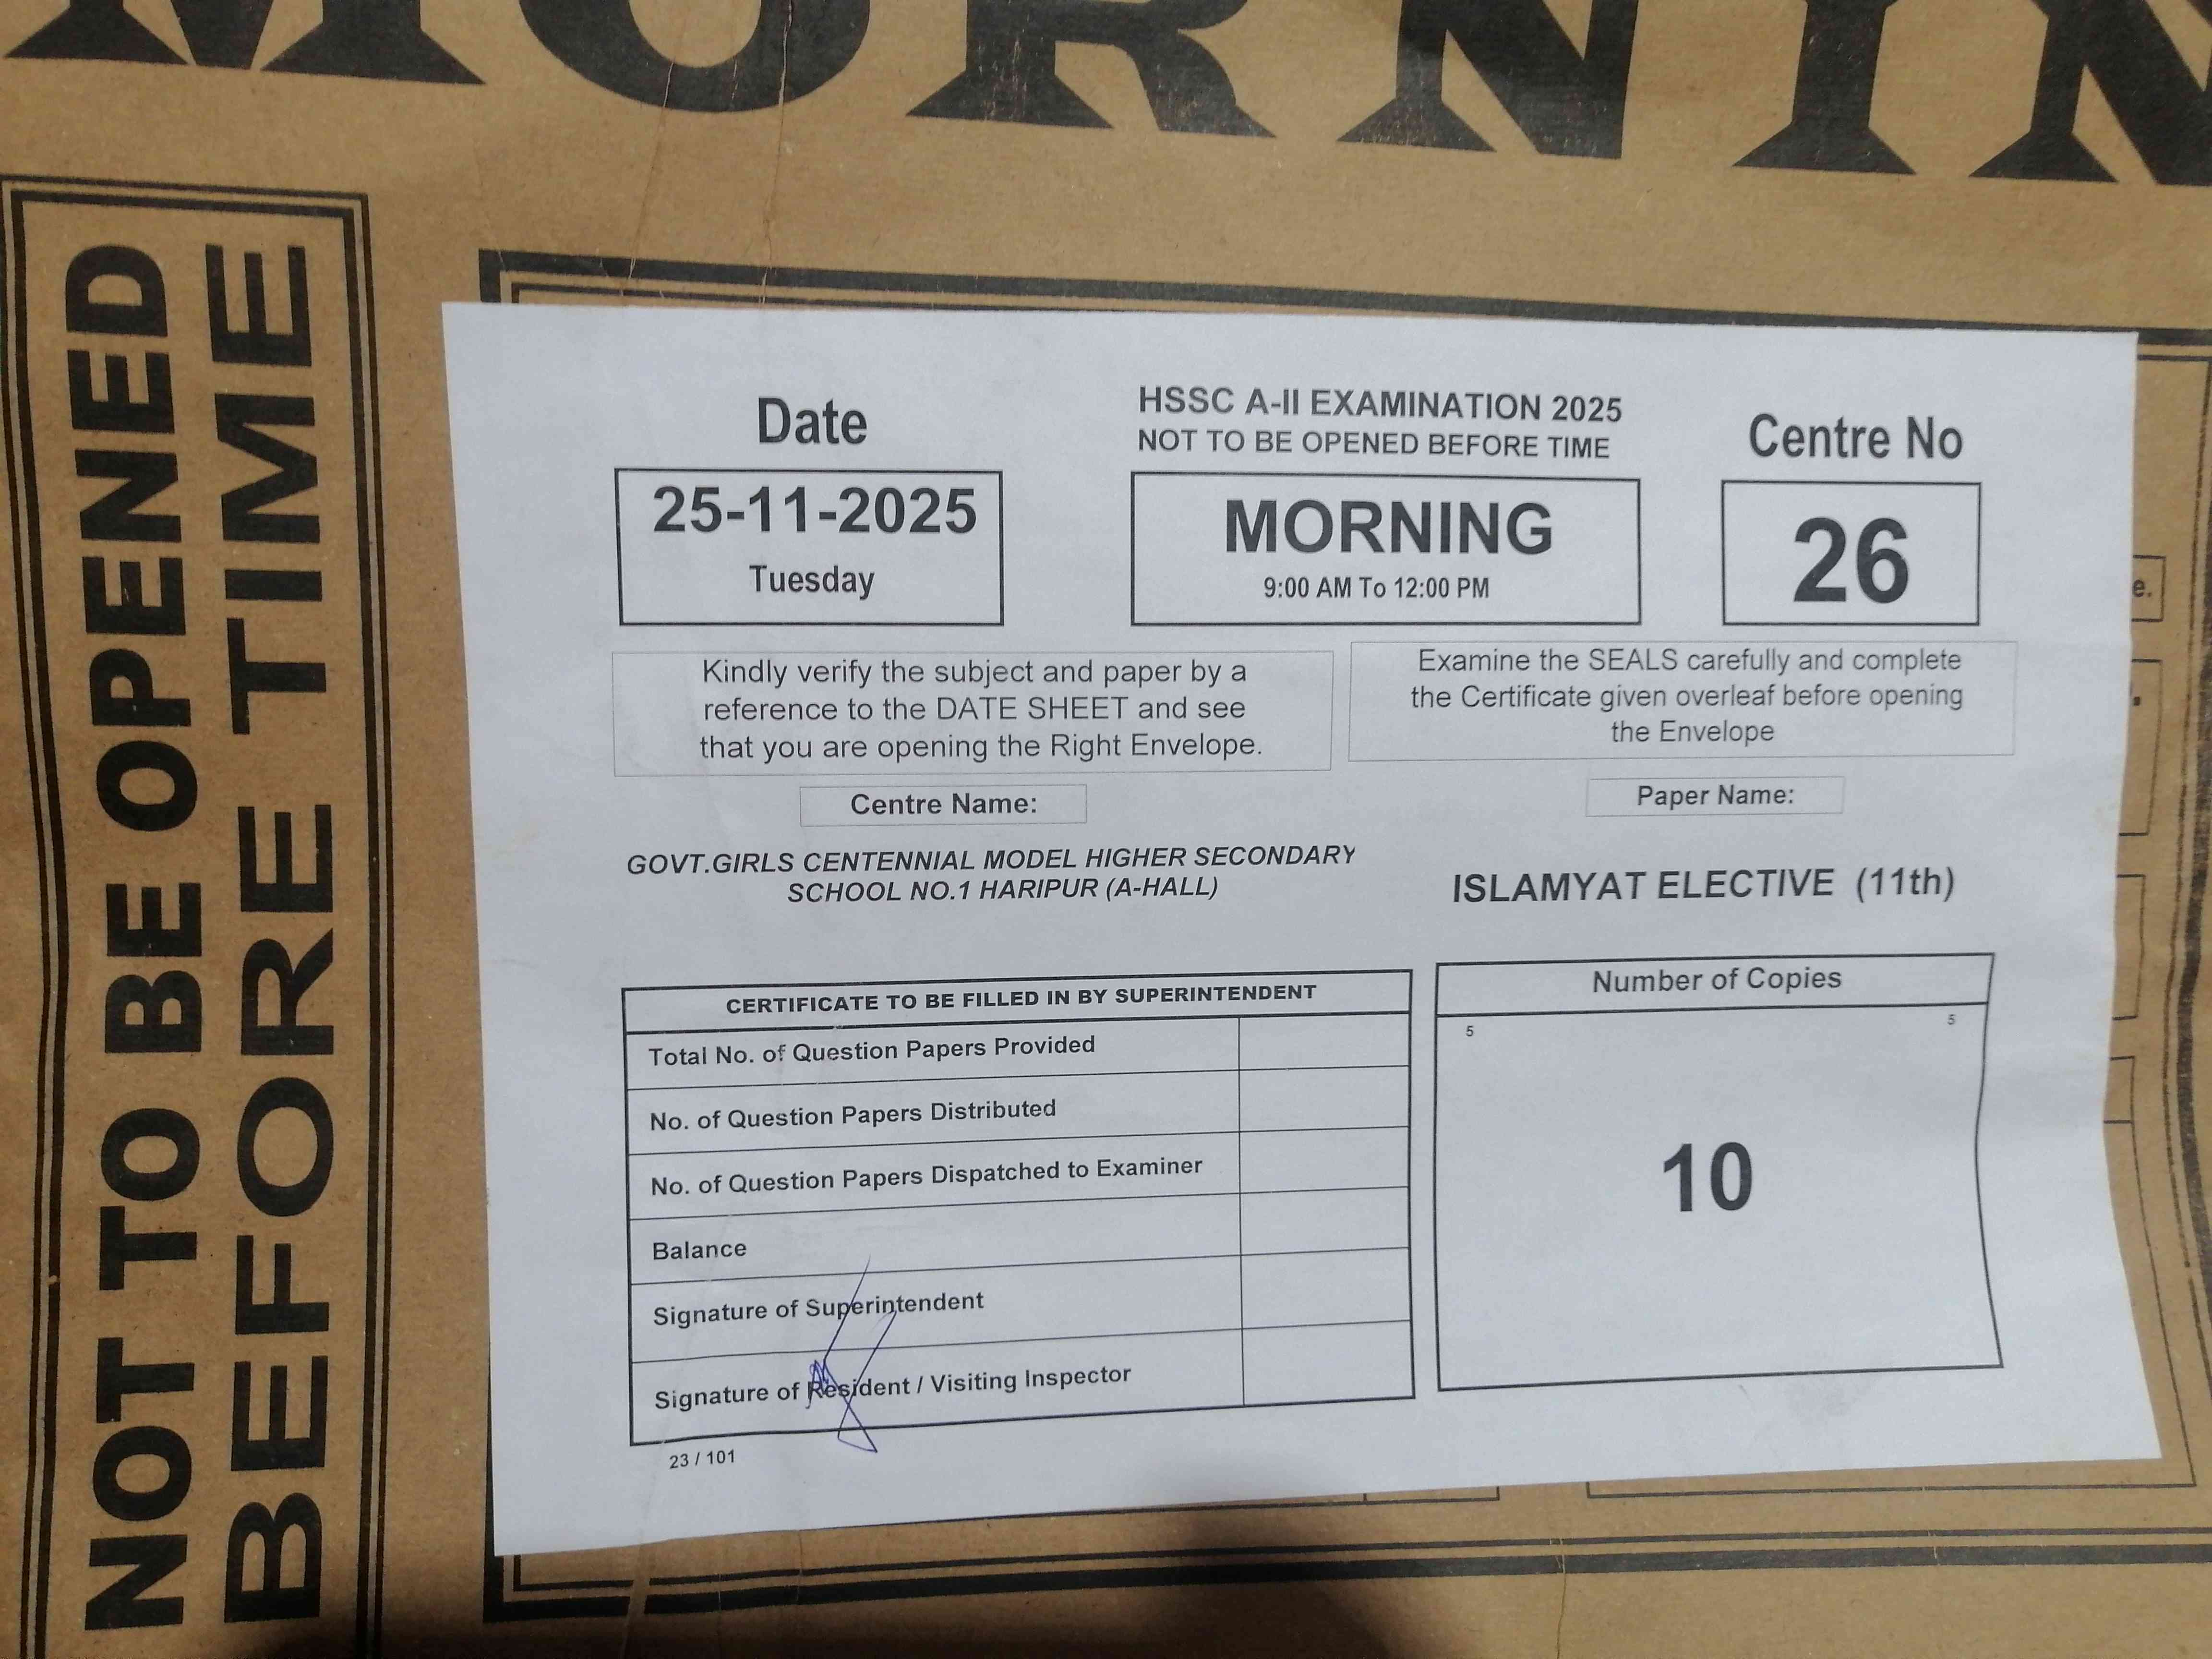 MORNIN
NOT TO BE OPENED
BEFORE TIME
Date
25-11-2025
Tuesday
HSSC A-II EXAMINATION 2025
NOT TO BE OPENED BEFORE TIME
MORNING
9:00 AM To 12:00 PM
Centre No
26
Kindly verify the subject and paper by a
reference to the DATE SHEET and see
that you are opening the Right Envelope.
Examine the SEALS carefully and complete
the Certificate given overleaf before opening
the Envelope
Centre Name:
GOVT.GIRLS CENTENNIAL MODEL HIGHER SECONDARY
SCHOOL NO.1 HARIPUR (A-HALL)
Paper Name:
ISLAMYAT ELECTIVE (11th)
CERTIFICATE TO BE FILLED IN BY SUPERINTENDENT
Total No. of Question Papers Provided
No. of Question Papers Distributed
No. of Question Papers Dispatched to Examiner
Balance
Signature of Superintendent
Signature of Resident / Visiting Inspector
23 / 101
Number of Copies
5 5
10
e.